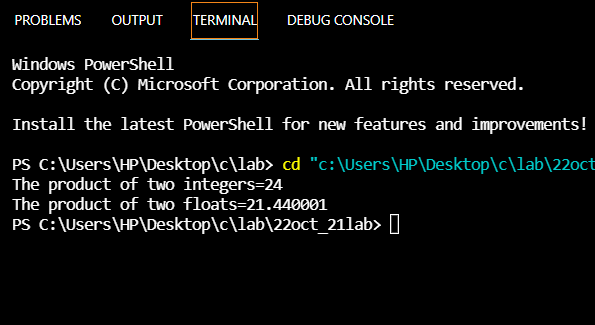 PROBLEMS OUTPUT TERMINAL DEBUG CONSOLE
Windows PowerShell
Copyright (C) Microsoft Corporation. All rights reserved.
Install the latest PowerShell for new features and improvements!
PS C:\Users\HP\Desktop\c\lab> cd "c:\Users\HP\Desktop\c\lab\22oc
The product of two integers=24
The product of two floats=21.440001
PS C:\Users\HP\Desktop\c\lab\22oct_21lab>